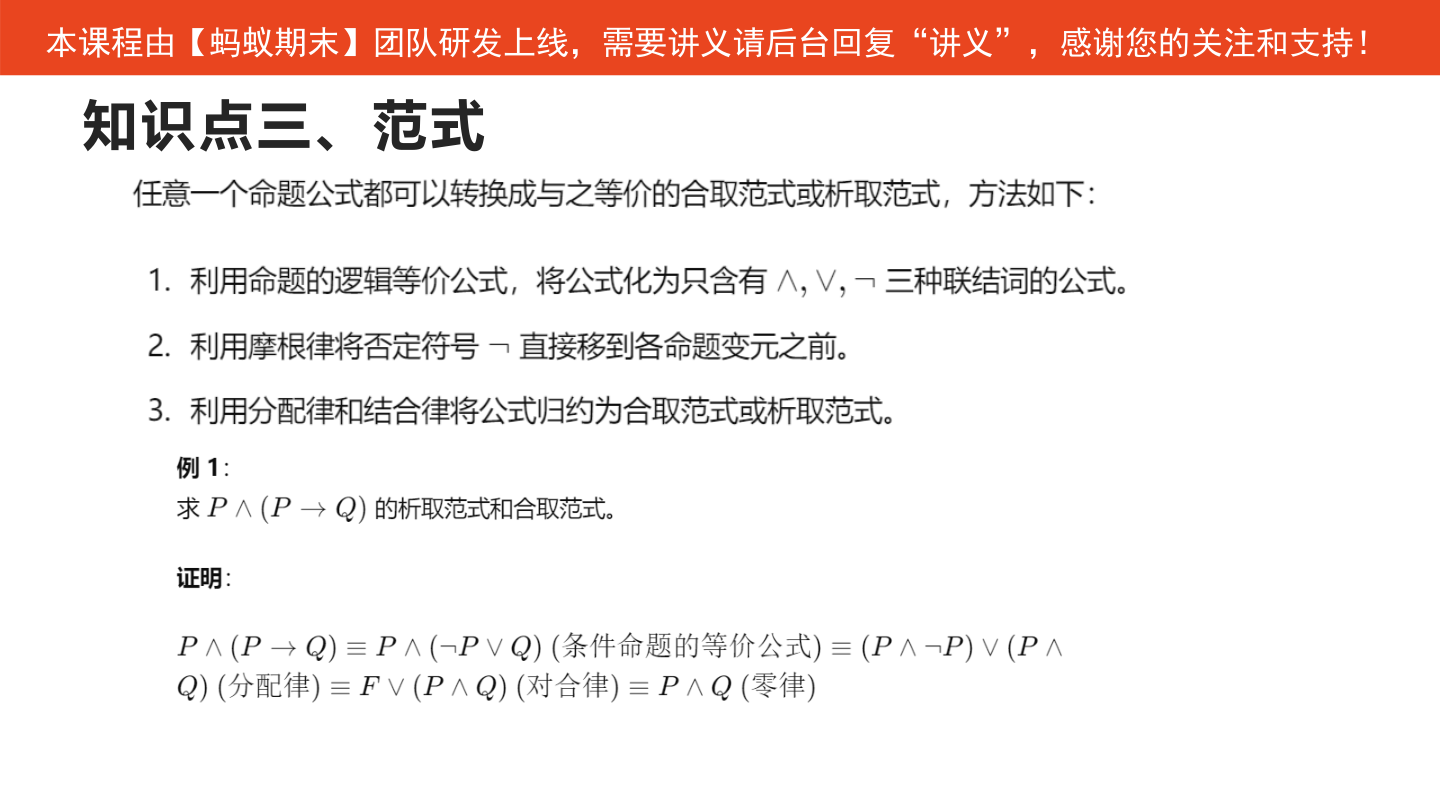 本课程由【蚂蚁期末】团队研发上线，需要讲义请后台回复“讲义”，感谢您的关注和支持！
知识点三、范式
任意一个命题公式都可以转换成与之等价的合取范式或析取范式，方法如下：
1. 利用命题的逻辑等价公式，将公式化为只含有 ∧, ∨, ¬ 三种联结词的公式。
2. 利用摩根律将否定符号 ¬ 直接移到各命题变元之前。
3. 利用分配律和结合律将公式归约为合取范式或析取范式。
例 1：
求 P ∧ (P → Q) 的析取范式和合取范式。
证明：
P ∧ (P → Q) ≡ P ∧ (¬P ∨ Q) (条件命题的等价公式) ≡ (P ∧ ¬P) ∨ (P ∧
Q) (分配律) ≡ F ∨ (P ∧ Q) (对合律) ≡ P ∧ Q (零律)